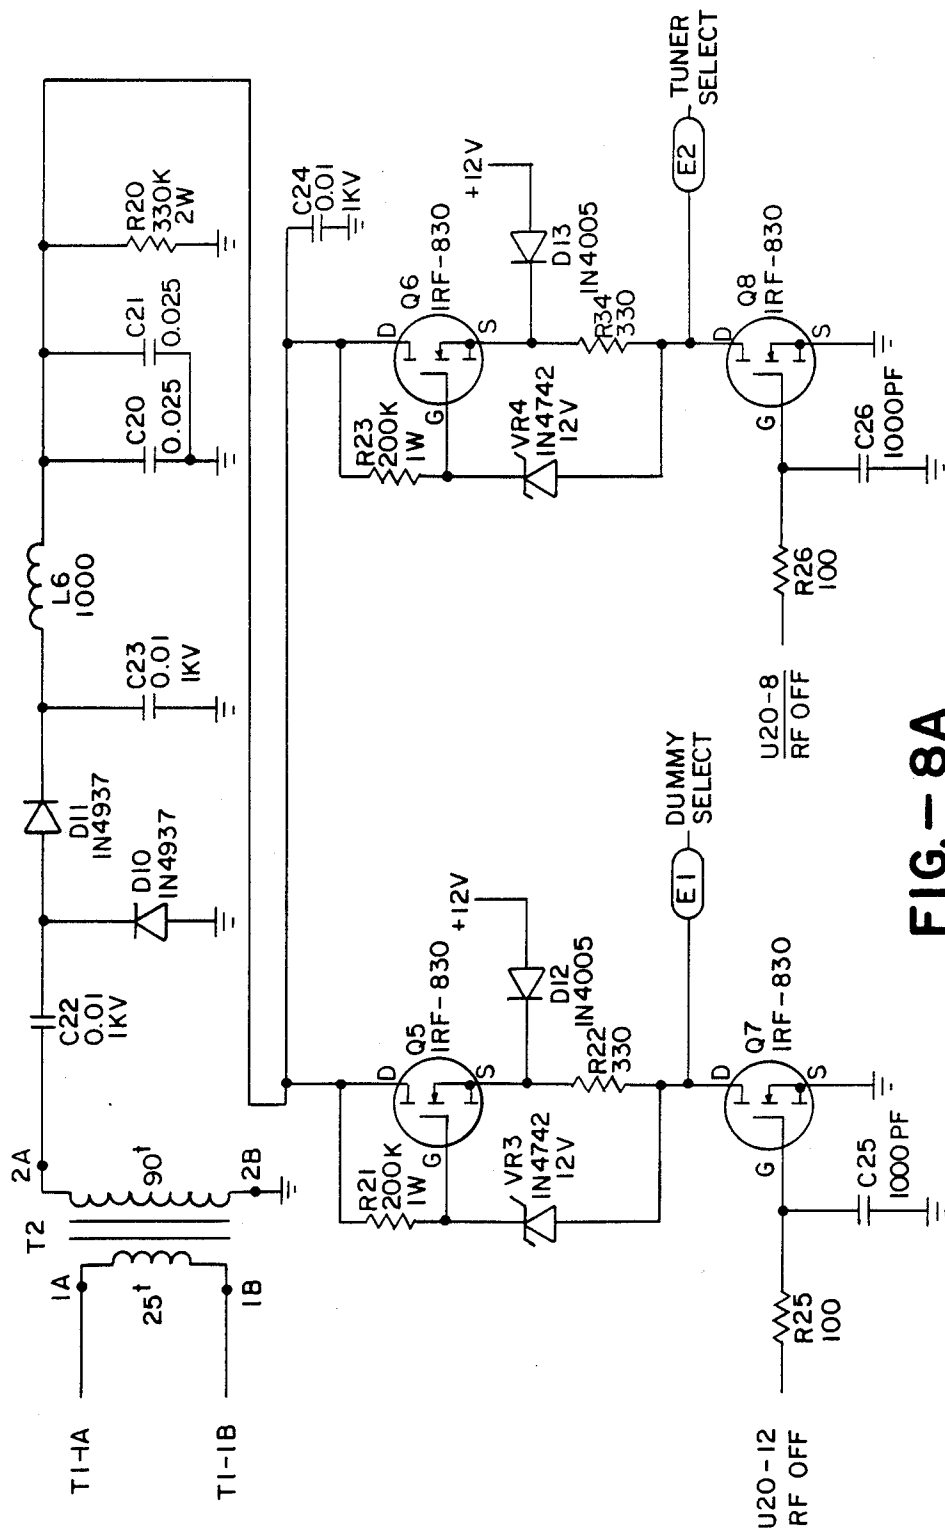 T1-1A
T1-1B
1A
25t
1B
T2
2A
90t
2B
C22
0.01
1KV
D10
IN4937
D11
IN4937
C23
0.01
1KV
L6
1000
C20
0.025
C21
0.025
R20
330K
2W
R21
200K
1W
G
D
Q5
IRF-830
S
VR3
IN4742
12V
R22
330
D12
IN4005
+12V
E1
DUMMY
SELECT
U20-12
RF OFF
R25
100
C25
1000PF
G
D
Q7
IRF-830
S
C24
0.01
1KV
R23
200K
1W
G
D
Q6
IRF-830
S
VR4
IN4742
12V
R34
330
D13
IN4005
+12V
E2
TUNER
SELECT
U20-8
RF OFF
R26
100
C26
1000PF
G
D
Q8
IRF-830
S
FIG.-8A